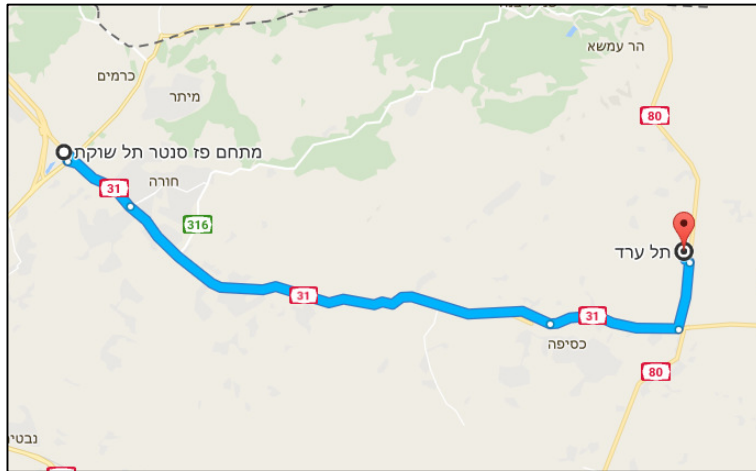 הר עמשא
כרמים
מיתר
80
מתחם פז סנטר תל שוקת
31
חורה
316
תל ערד
31
31
כסיפה
80